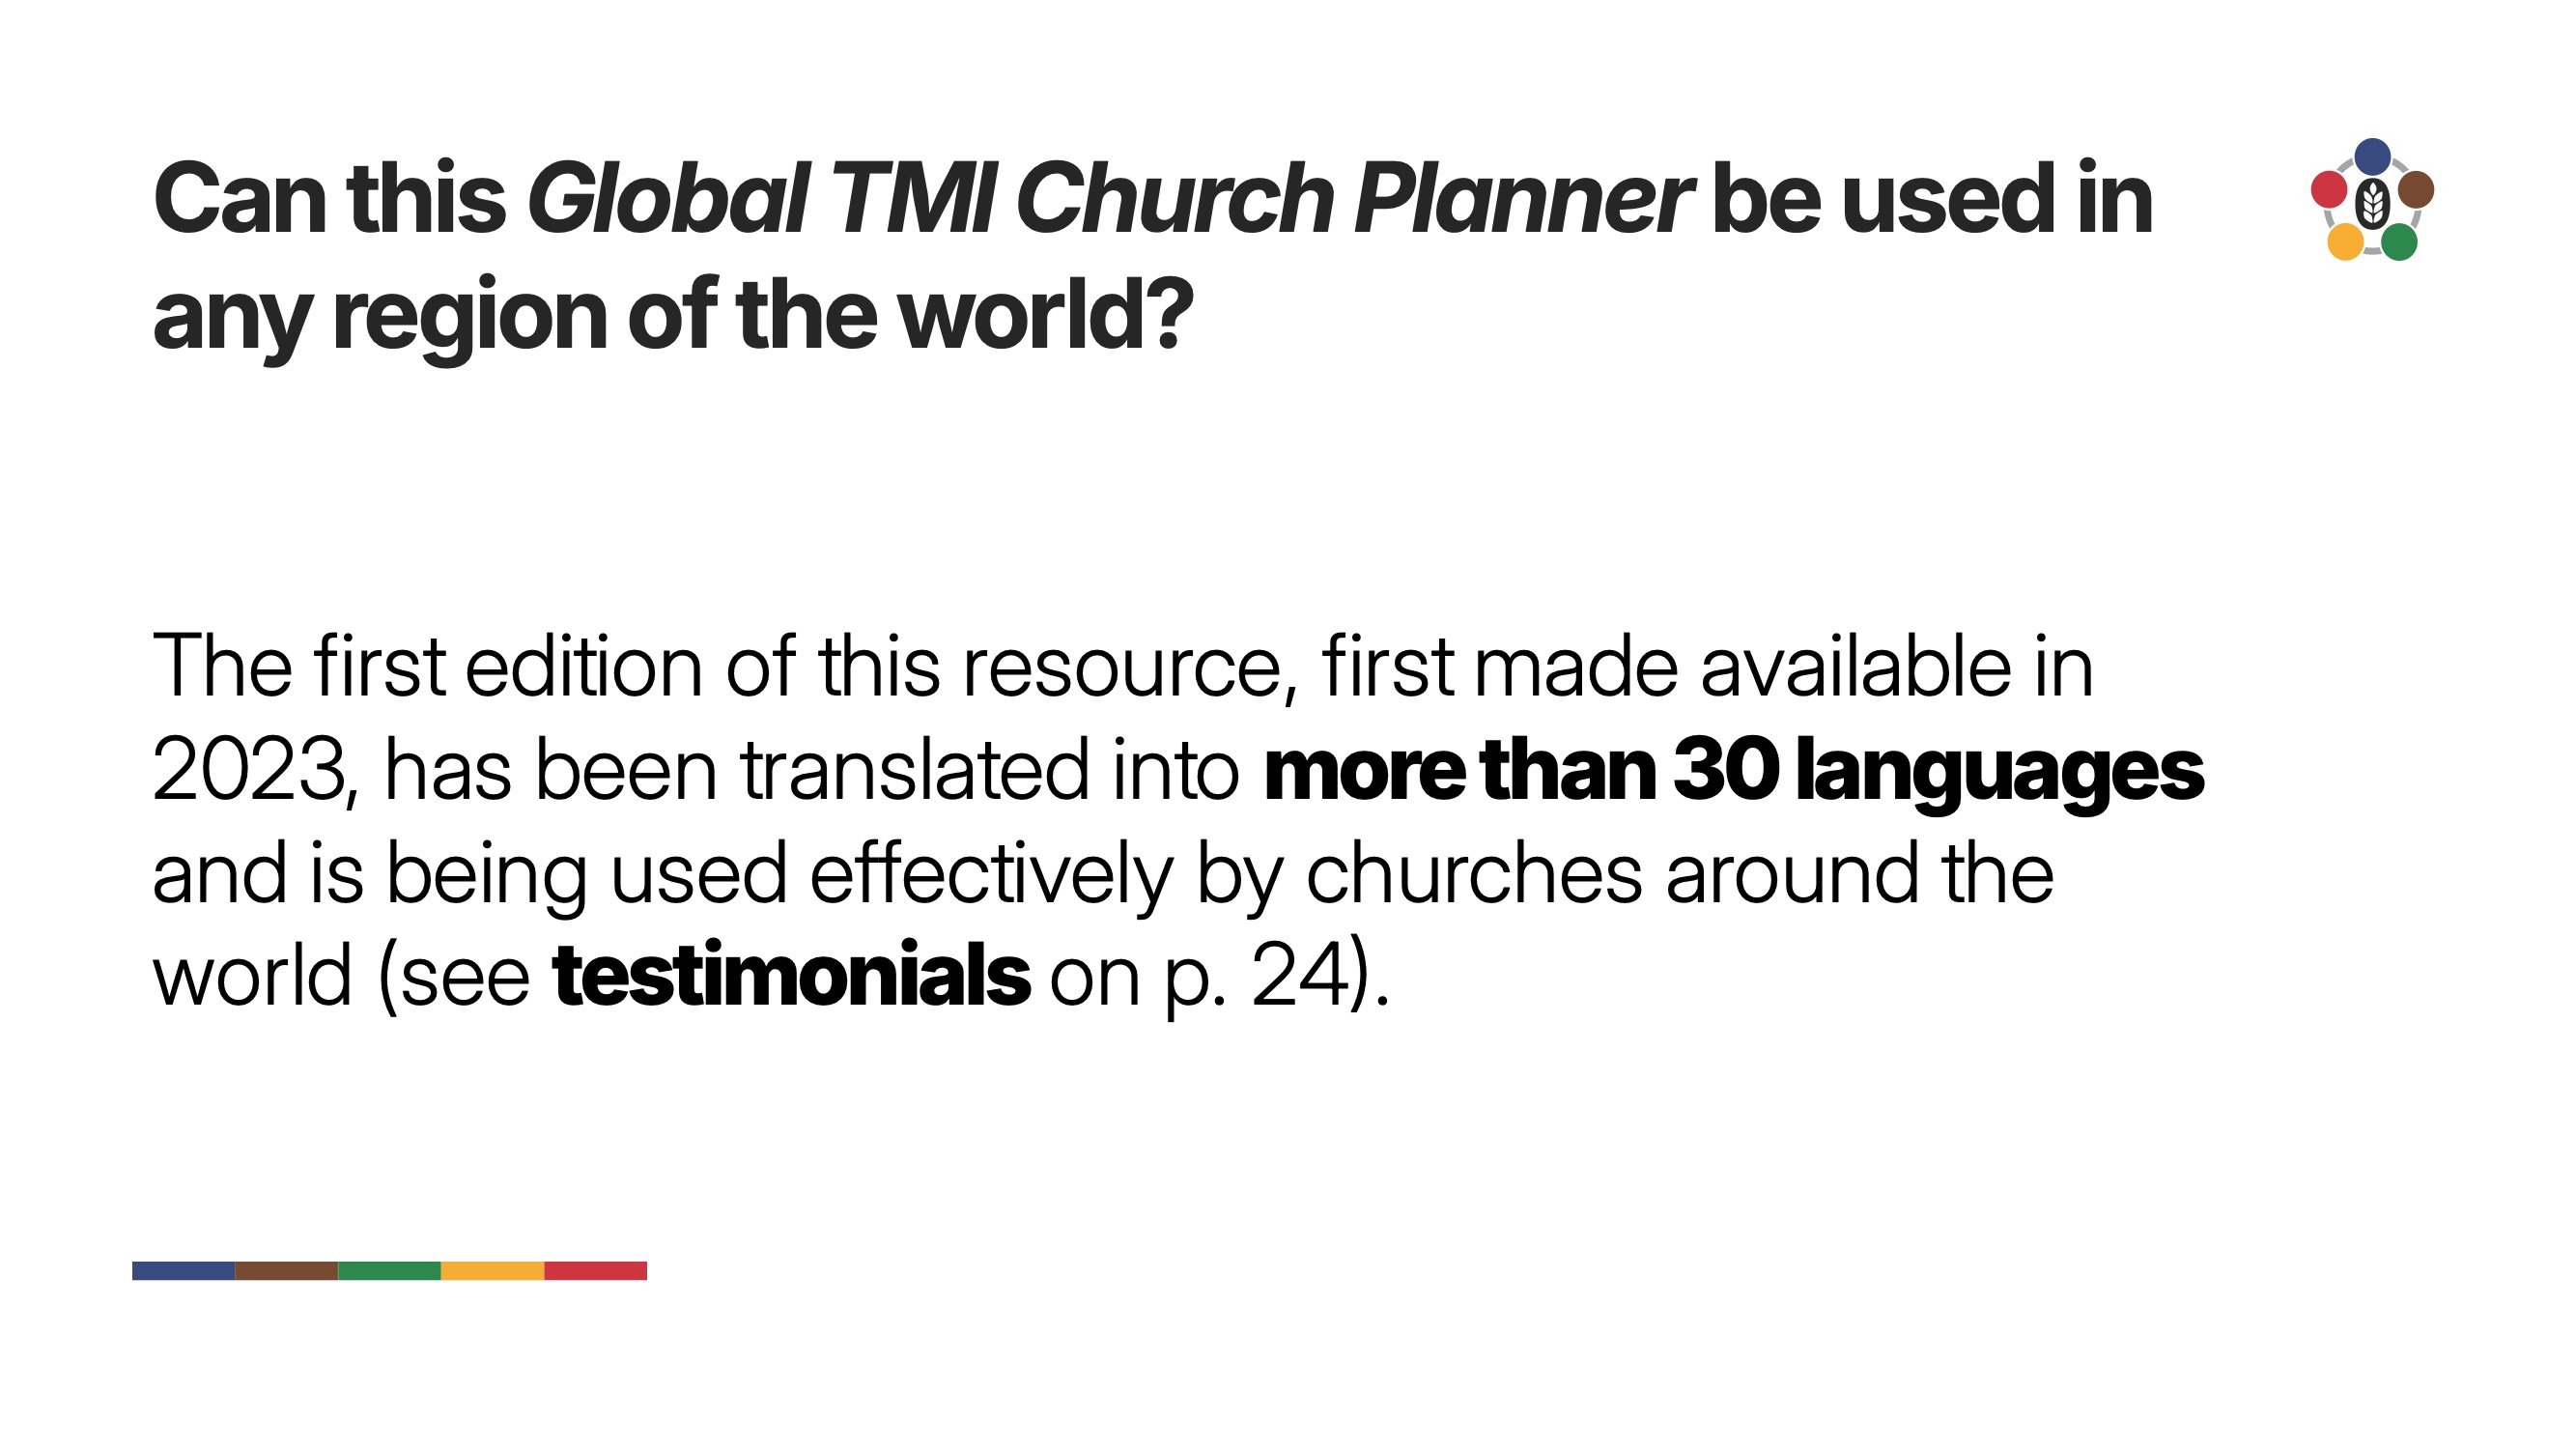 Can this Global TMI Church Planner be used in
any region of the world?
The first edition of this resource, first made available in
2023, has been translated into more than 30 languages
and is being used effectively by churches around the
world (see testimonials on p. 24).